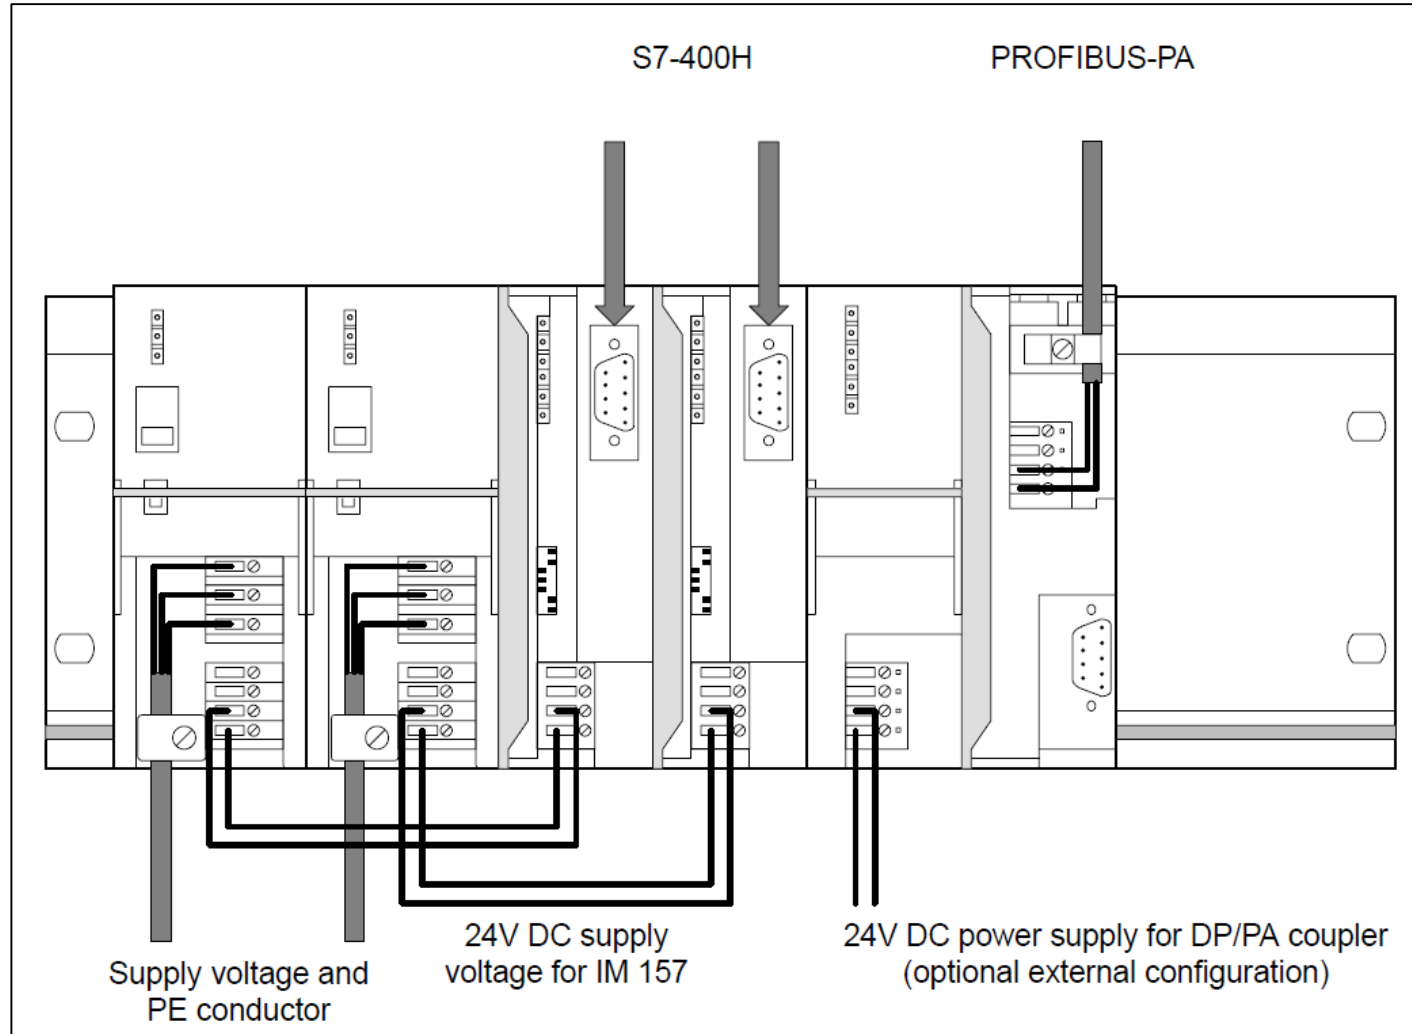 S7-400H
PROFIBUS-PA
24V DC supply
voltage for IM 157
24V DC power supply for DP/PA coupler
(optional external configuration)
Supply voltage and
PE conductor